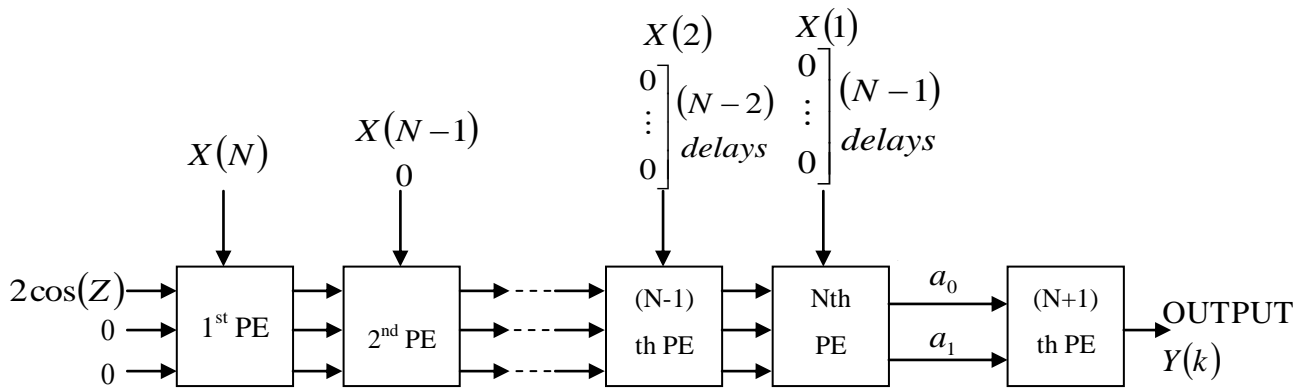 X(2)
0
⋮
0
(N − 2)
delays
X(1)
0
⋮
0
(N − 1)
delays
X(N)
X(N − 1)
0
2cos(Z)
0
0
1st PE
2nd PE
(N-1)
th PE
Nth
PE
a0
a1
(N+1)
th PE
OUTPUT
Y(k)